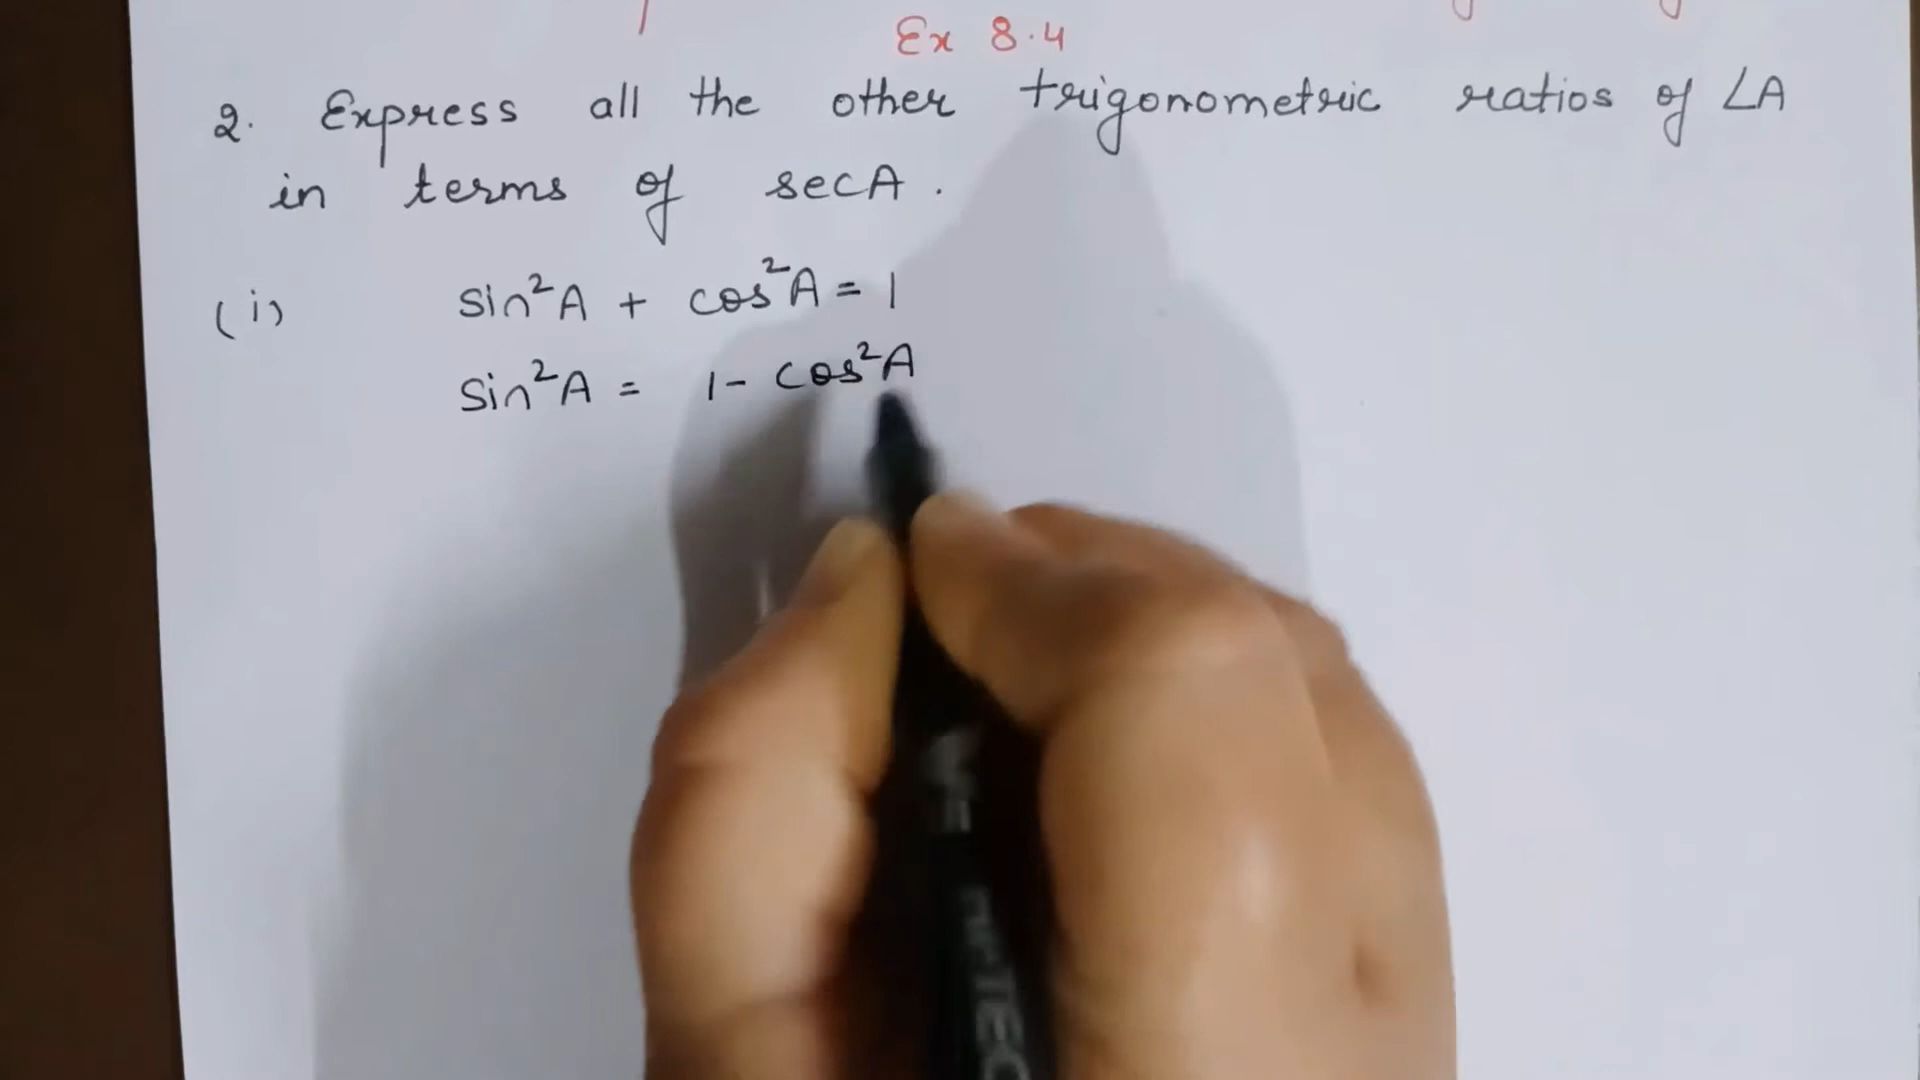 Ex 8.4
2. Express all the other trigonometric ratios of ∠A
in terms of secA.
(i) sin²A + cos²A = 1
sin²A = 1 - cos²A